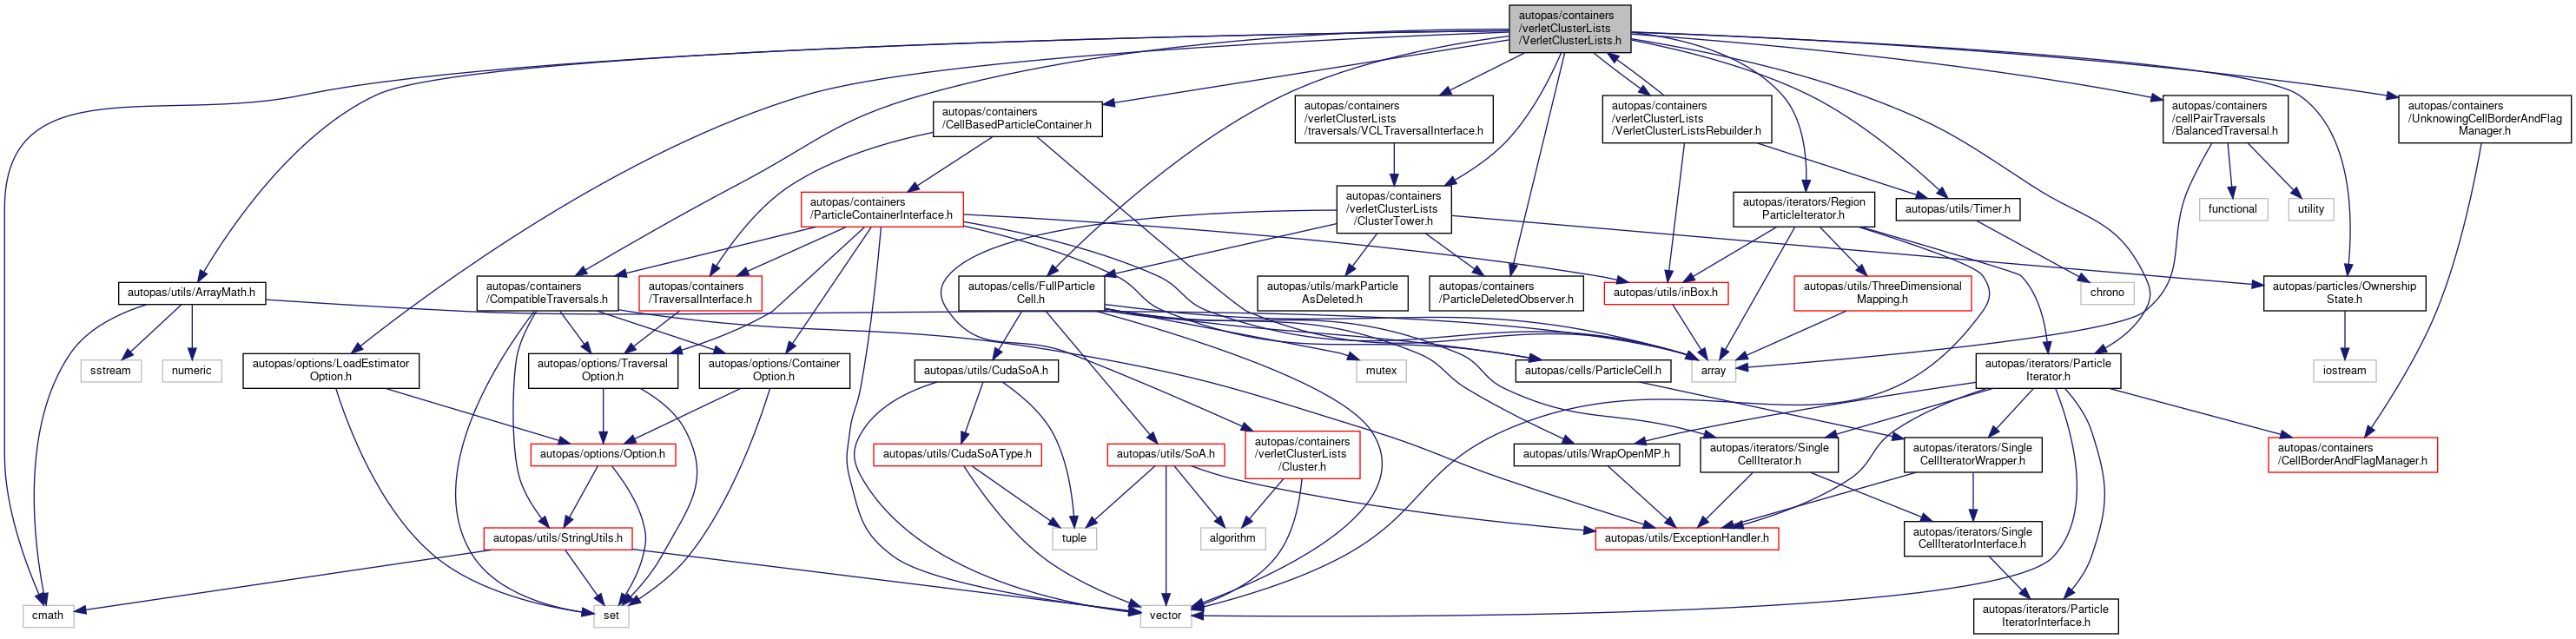 autopas/containers
/verletClusterLists
/VerletClusterLists.h
autopas/containers
/CellBasedParticleContainer.h
autopas/containers
/verletClusterLists
/traversals/VCLTraversalInterface.h
autopas/containers
/verletClusterLists
/VerletClusterListsRebuilder.h
autopas/containers
/cellPairTraversals
/BalancedTraversal.h
autopas/containers
/UnknowingCellBorderAndFlag
Manager.h
autopas/containers
/ParticleContainerInterface.h
autopas/containers
/verletClusterLists
/ClusterTower.h
autopas/iterators/Region
ParticleIterator.h
autopas/utils/Timer.h
functional
utility
autopas/utils/ArrayMath.h
autopas/containers
/CompatibleTraversals.h
autopas/containers
/TraversalInterface.h
autopas/cells/FullParticle
Cell.h
autopas/utils/markParticle
AsDeleted.h
autopas/containers
/ParticleDeletedObserver.h
autopas/utils/inBox.h
autopas/utils/ThreeDimensional
Mapping.h
chrono
autopas/particles/Ownership
State.h
sstream
numeric
autopas/options/LoadEstimator
Option.h
autopas/options/Traversal
Option.h
autopas/options/Container
Option.h
autopas/utils/CudaSoA.h
mutex
autopas/cells/ParticleCell.h
array
autopas/iterators/Particle
Iterator.h
iostream
autopas/options/Option.h
autopas/utils/CudaSoAType.h
autopas/utils/SoA.h
autopas/containers
/verletClusterLists
/Cluster.h
autopas/utils/WrapOpenMP.h
autopas/iterators/Single
CellIterator.h
autopas/iterators/Single
CellIteratorWrapper.h
autopas/containers
/CellBorderAndFlagManager.h
autopas/utils/StringUtils.h
tuple
algorithm
autopas/utils/ExceptionHandler.h
autopas/iterators/Single
CellIteratorInterface.h
cmath
set
vector
autopas/iterators/Particle
IteratorInterface.h